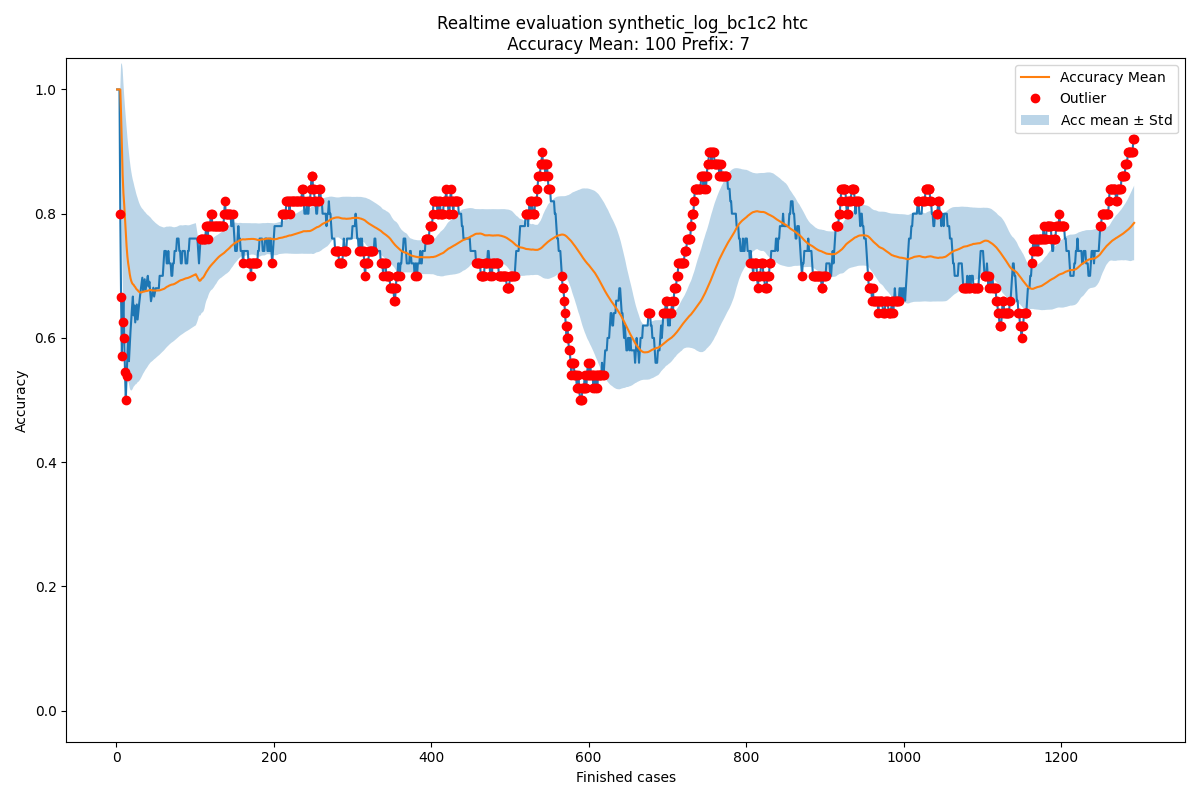 Realtime evaluation synthetic_log_bc1c2 htc
Accuracy Mean: 100 Prefix: 7
Accuracy Mean
Outlier
Acc mean ± Std
1.0
0.8
0.6
0.4
0.2
0.0
Accuracy
0 200 400 600 800 1000 1200
Finished cases